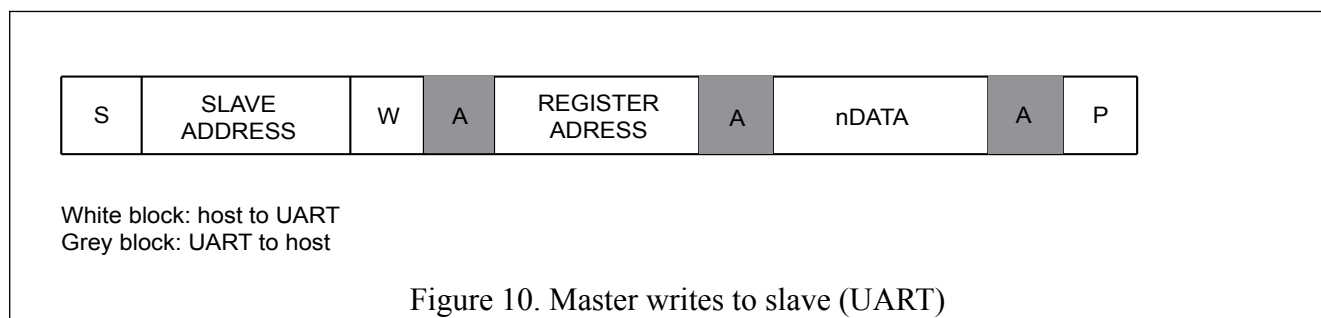 S
SLAVE
ADDRESS
W
A
REGISTER
ADRESS
A
nDATA
A
P
White block: host to UART
Grey block: UART to host
Figure 10. Master writes to slave (UART)